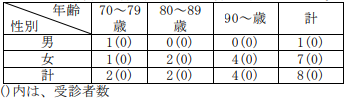 年齢 性別 70～79歳 80～89歳 90～歳 計
男 1(0) 0(0) 0(0) 1(0)
女 1(0) 2(0) 4(0) 7(0)
計 2(0) 2(0) 4(0) 8(0)
()内は、受診者数